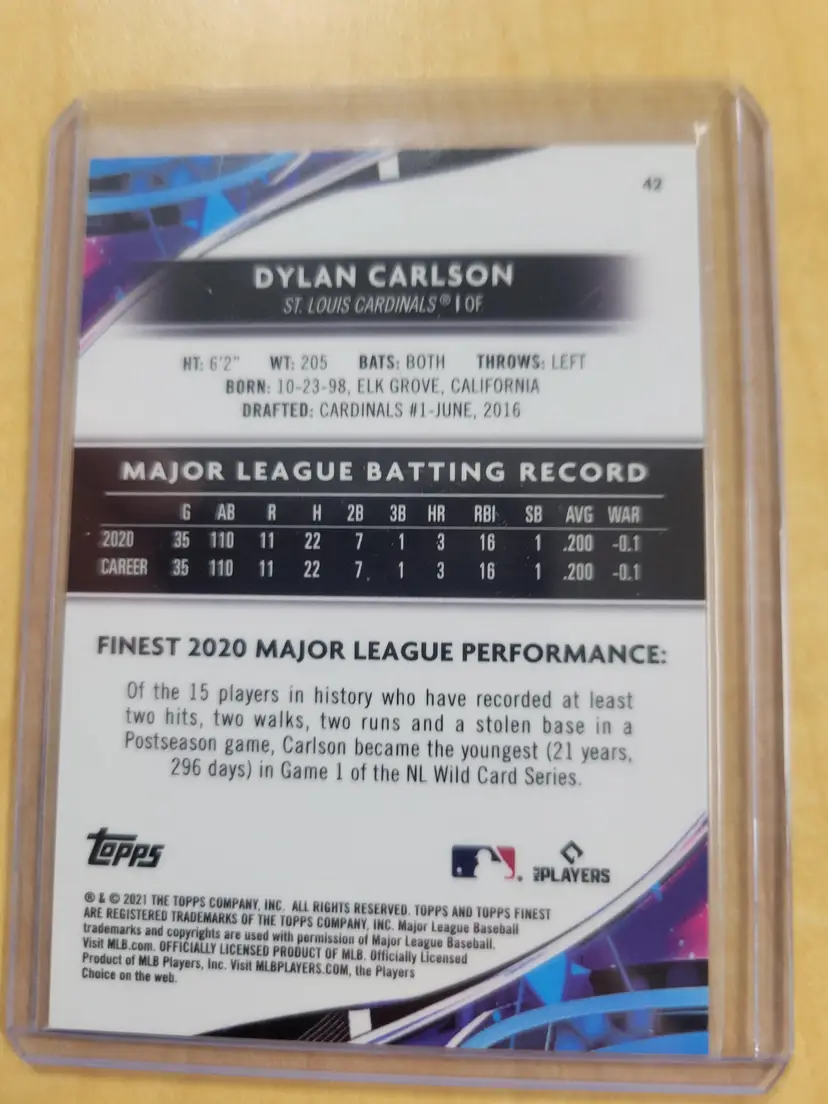 42
DYLAN CARLSON
ST. LOUIS CARDINALS® | OF
HT: 6'2" WT: 205 BATS: BOTH THROWS: LEFT
BORN: 10-23-98, ELK GROVE, CALIFORNIA
DRAFTED: CARDINALS #1-JUNE, 2016
MAJOR LEAGUE BATTING RECORD
G AB R H 2B 3B HR RBI SB AVG WAR
2020 35 110 11 22 7 1 3 16 1 .200 -0.1
CAREER 35 110 11 22 7 1 3 16 1 .200 -0.1
FINEST 2020 MAJOR LEAGUE PERFORMANCE:
Of the 15 players in history who have recorded at least
two hits, two walks, two runs and a stolen base in a
Postseason game, Carlson became the youngest (21 years,
296 days) in Game 1 of the NL Wild Card Series.
Topps
MLB PLAYERS
® & © 2021 THE TOPPS COMPANY, INC. ALL RIGHTS RESERVED. TOPPS AND TOPPS FINEST
ARE REGISTERED TRADEMARKS OF THE TOPPS COMPANY, INC. Major League Baseball
trademarks and copyrights are used with permission of Major League Baseball.
Visit MLB.com. OFFICIALLY LICENSED PRODUCT OF MLB. Officially Licensed
Product of MLB Players, Inc. Visit MLBPLAYERS.COM, the Players
Choice on the web.